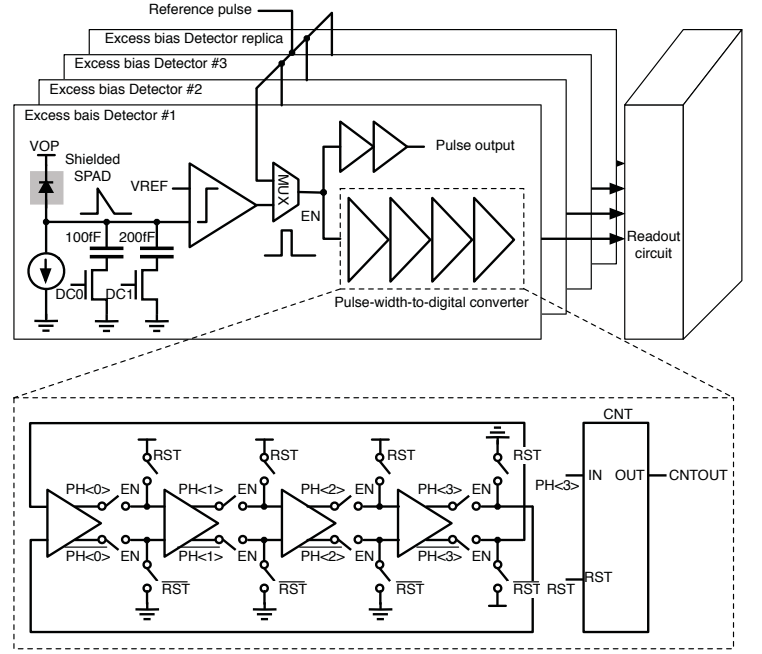 Reference pulse
Excess bias Detector replica
Excess bias Detector #3
Excess bias Detector #2
Excess bais Detector #1
VOP
Shielded
SPAD
VREF
MUX
EN
Pulse output
100fF
200fF
DC0
DC1
Readout
circuit
Pulse-width-to-digital converter
CNT
RST
RST
RST
RST
PH<0>
EN
PH<1>
EN
PH<2>
EN
PH<3>
EN
PH<3>
IN
OUT
CNTOUT
PH<0>
EN
PH<1>
EN
PH<2>
EN
PH<3>
EN
RST
RST
RST
RST
RST
RST